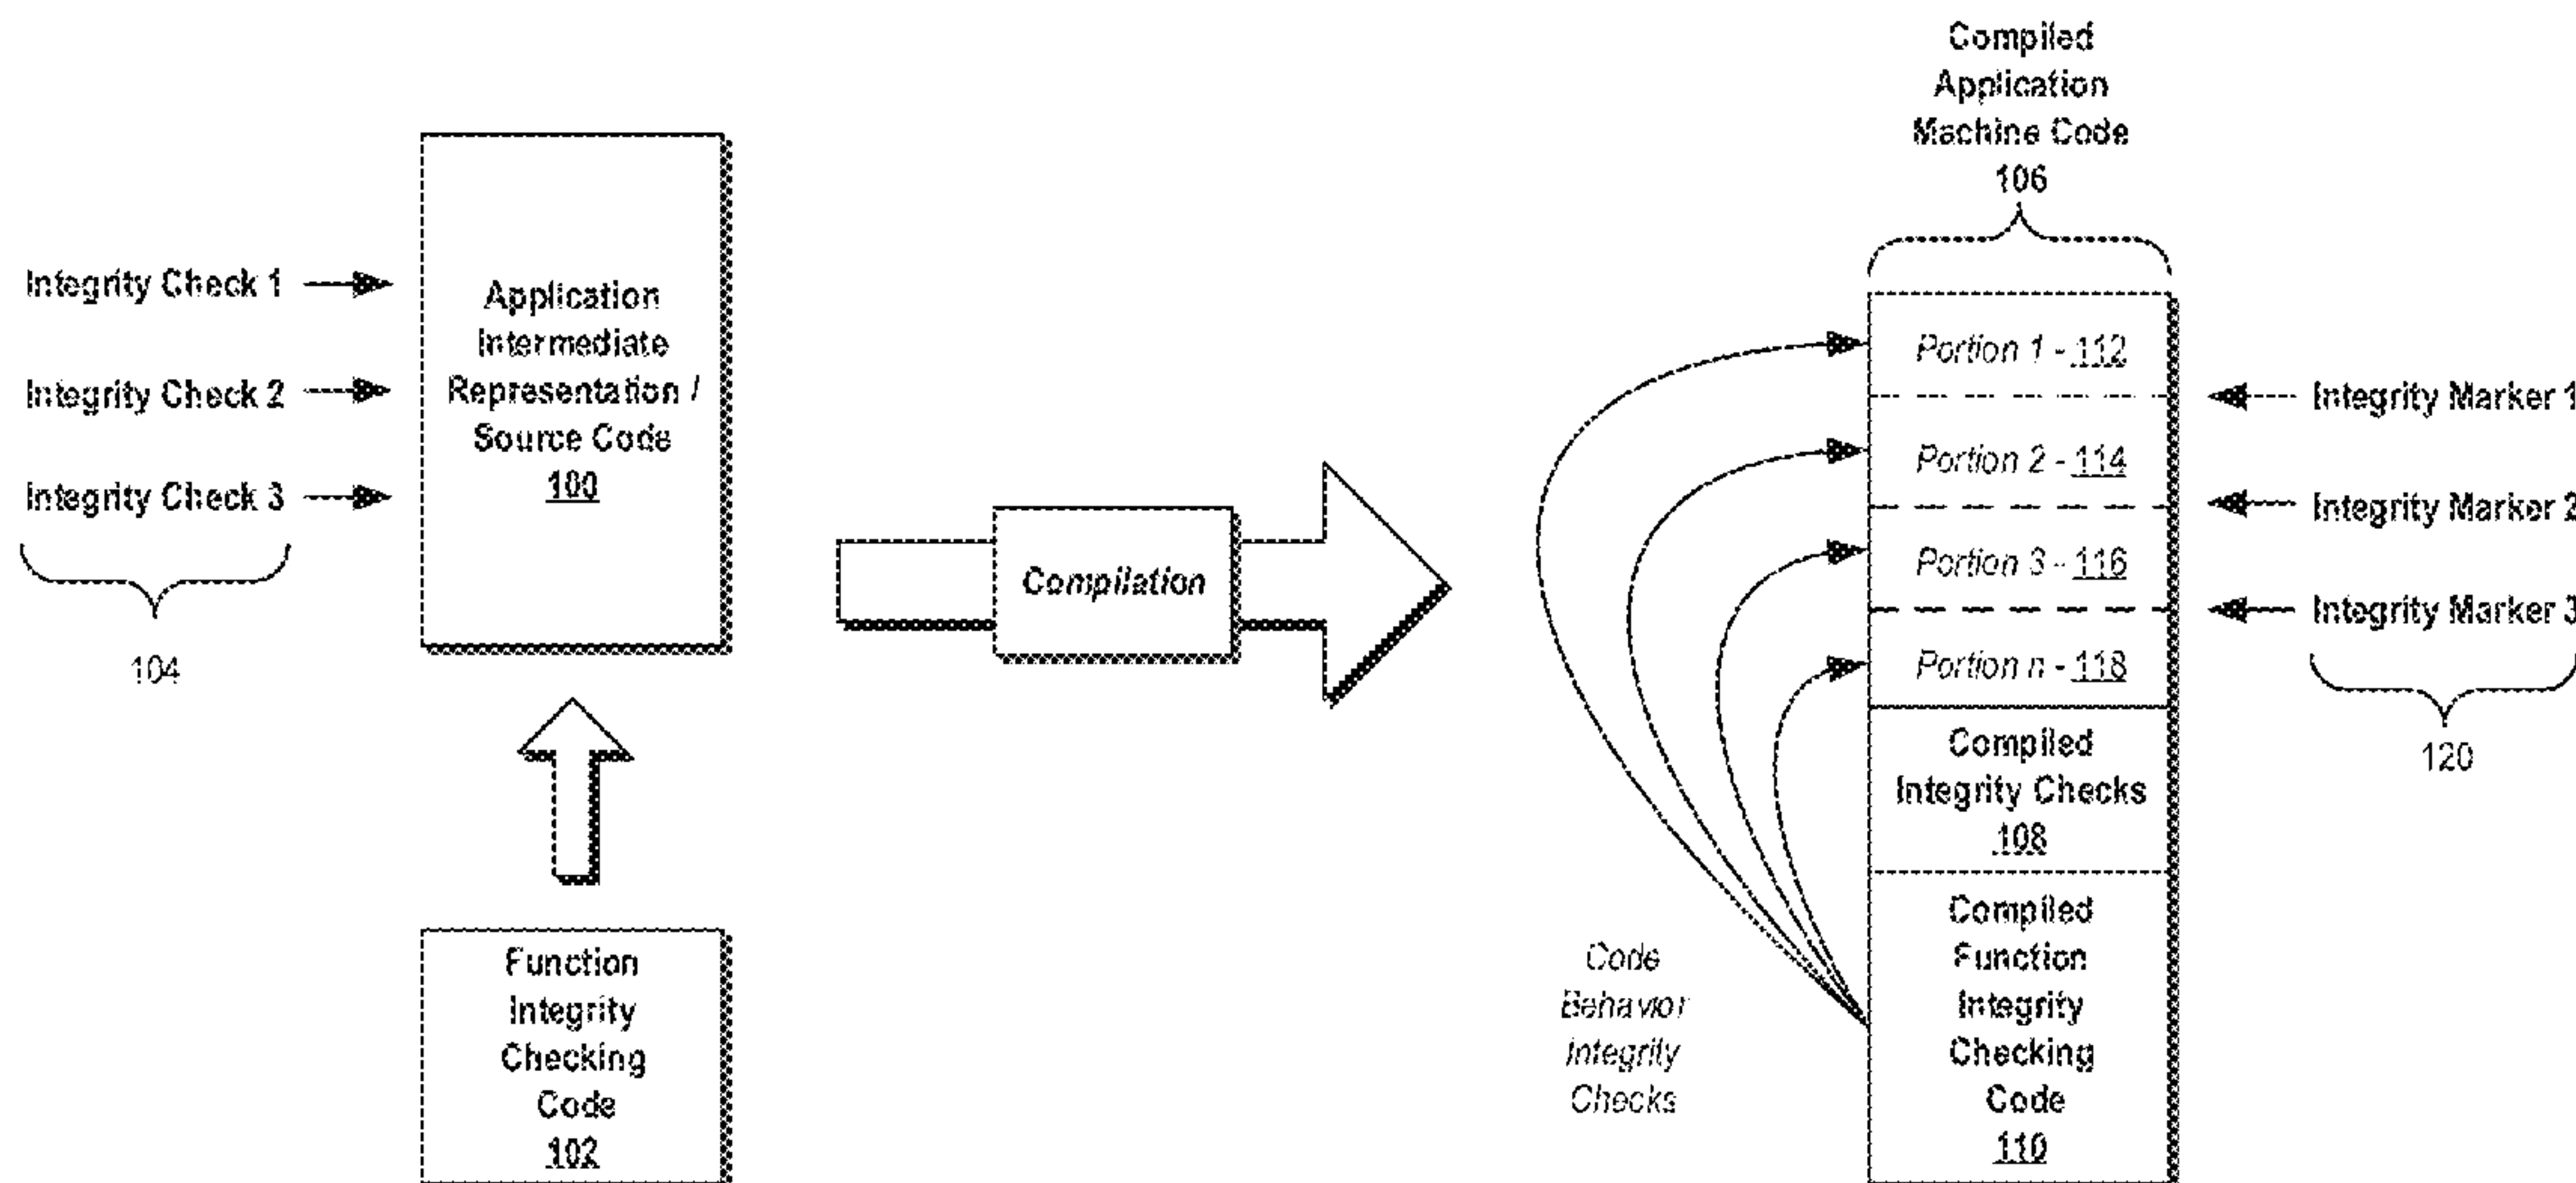 Integrity Check 1
Integrity Check 2
Integrity Check 3
104
Application
Intermediate
Representation /
Source Code
100
Function
Integrity
Checking
Code
102
Compilation
Code
Behavior
Integrity
Checks
Compiled
Application
Machine Code
106
Portion 1 - 112
Portion 2 - 114
Portion 3 - 116
Portion n - 118
Compiled
Integrity Checks
108
Compiled
Function
Integrity
Checking
Code
110
Integrity Marker 1
Integrity Marker 2
Integrity Marker 3
120